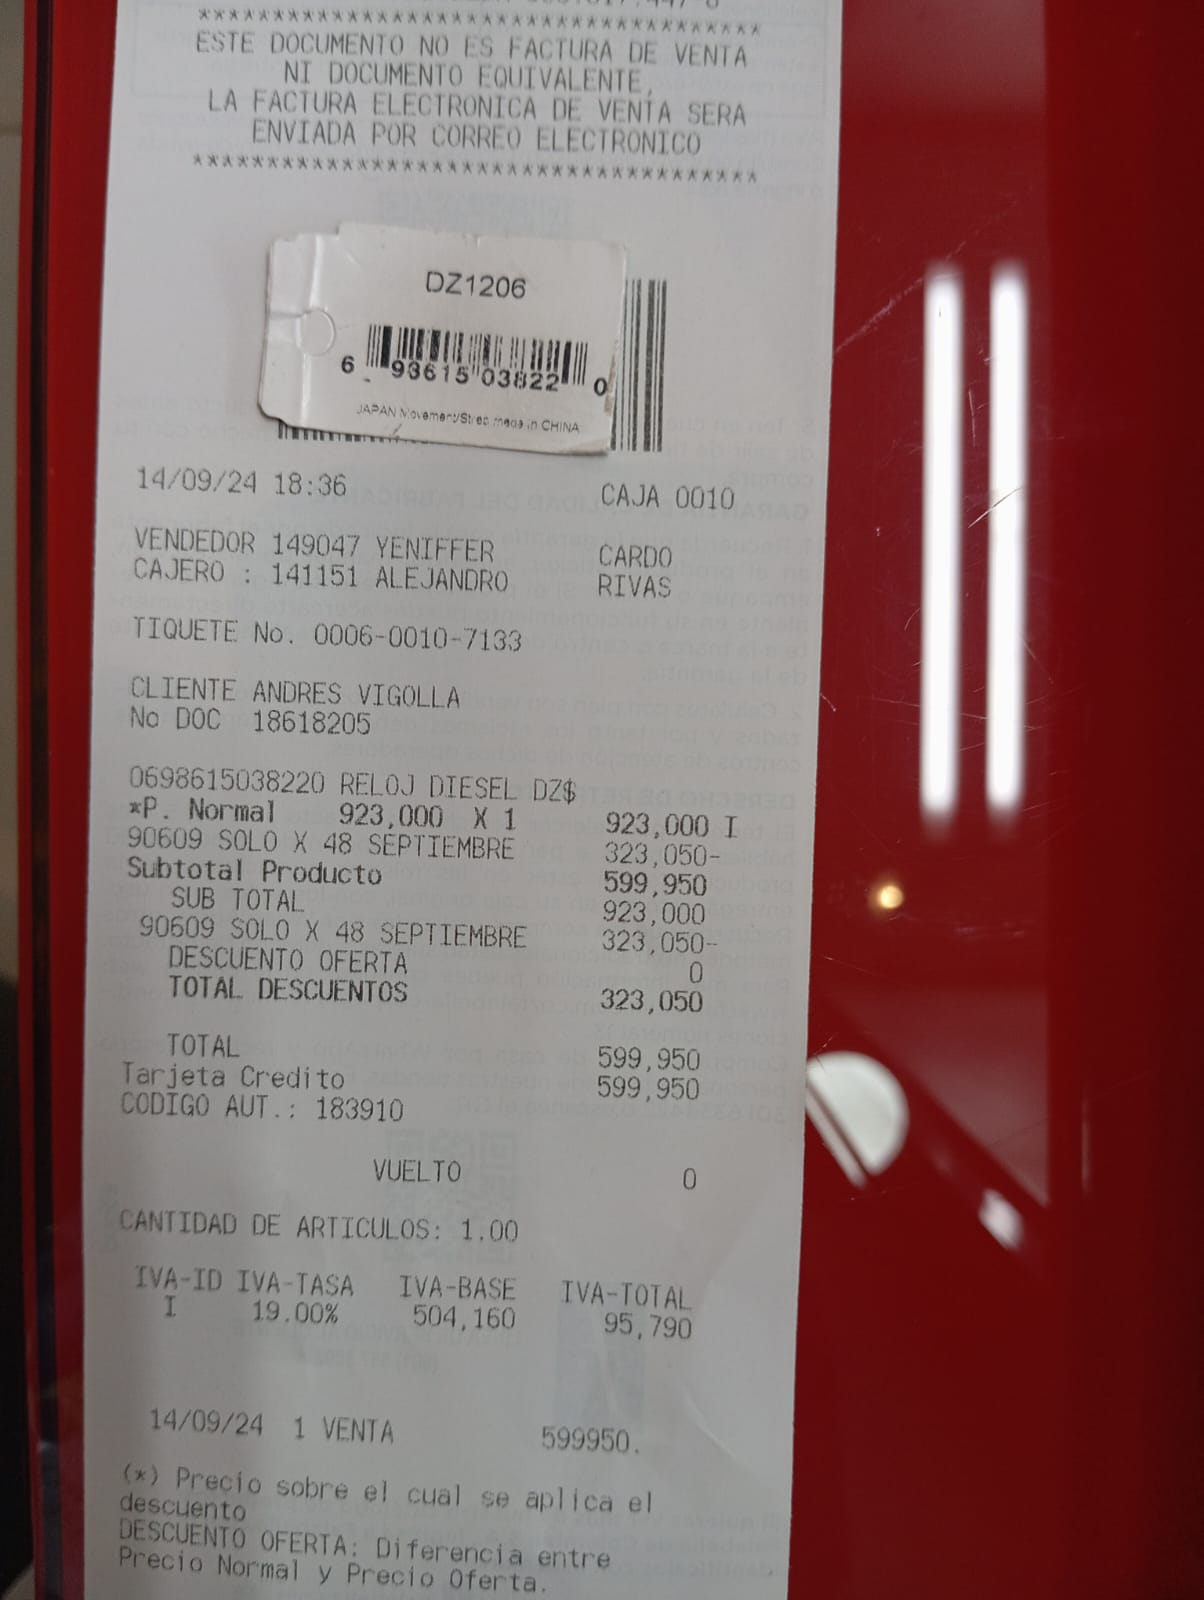 ************************************
ESTE DOCUMENTO NO ES FACTURA DE VENTA
NI DOCUMENTO EQUIVALENTE,
LA FACTURA ELECTRONICA DE VENTA SERA
ENVIADA POR CORREO ELECTRONICO
************************************
DZ1206
6 98615 03822 0
JAPAN Movement/Strap made in CHINA
14/09/24 18:36 CAJA 0010
VENDEDOR 149047 YENIFFER CARDO
CAJERO : 141151 ALEJANDRO RIVAS
TIQUETE No. 0006-0010-7133
CLIENTE ANDRES VIGOLLA
No DOC 18618205
0698615038220 RELOJ DIESEL DZ$
*P. Normal 923,000 X 1 923,000 I
90609 SOLO X 48 SEPTIEMBRE 323,050-
Subtotal Producto 599,950
SUB TOTAL 923,000
90609 SOLO X 48 SEPTIEMBRE 323,050-
DESCUENTO OFERTA 0
TOTAL DESCUENTOS 323,050
TOTAL 599,950
Tarjeta Credito 599,950
CODIGO AUT.: 183910
VUELTO 0
CANTIDAD DE ARTICULOS: 1.00
IVA-ID IVA-TASA IVA-BASE IVA-TOTAL
I 19.00% 504,160 95,790
14/09/24 1 VENTA 599950.
(*) Precio sobre el cual se aplica el
descuento
DESCUENTO OFERTA: Diferencia entre
Precio Normal y Precio Oferta.